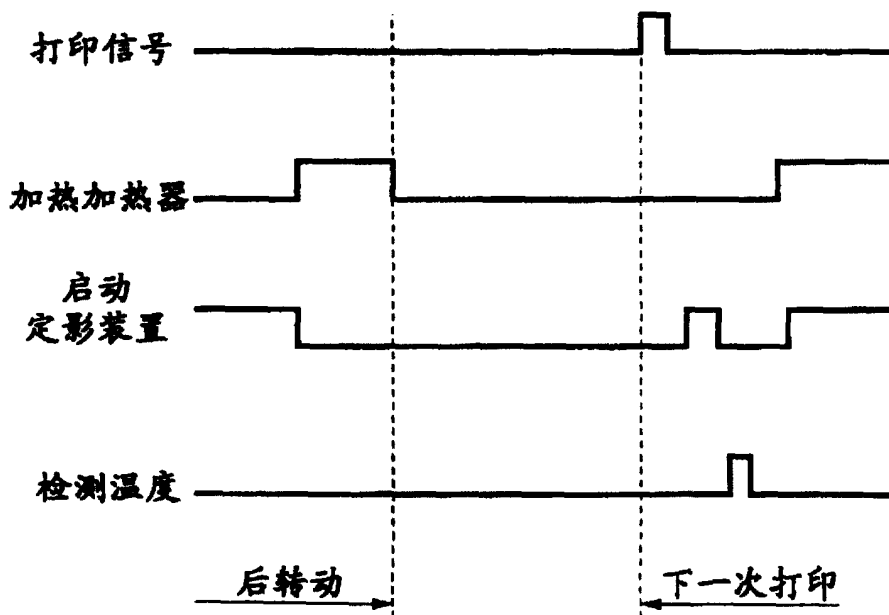 打印信号
加热加热器
启动
定影装置
检测温度
后转动
下一次打印